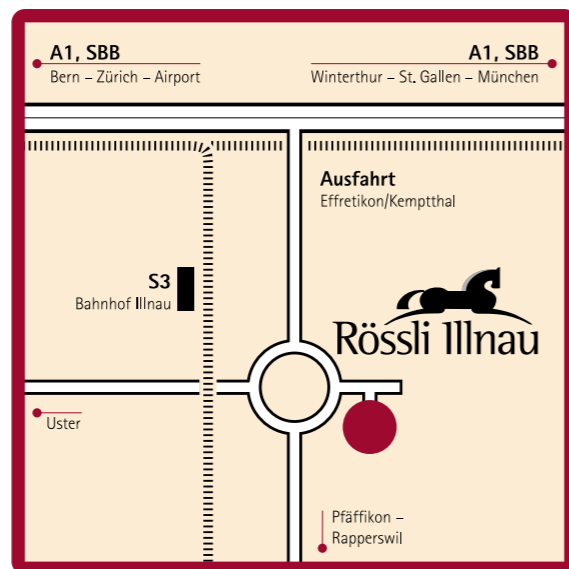 A1, SBB
Bern – Zürich – Airport
A1, SBB
Winterthur – St. Gallen – München
Ausfahrt
Effretikon/Kemptthal
S3
Bahnhof Illnau
Rössli Illnau
Uster
Pfäffikon –
Rapperswil